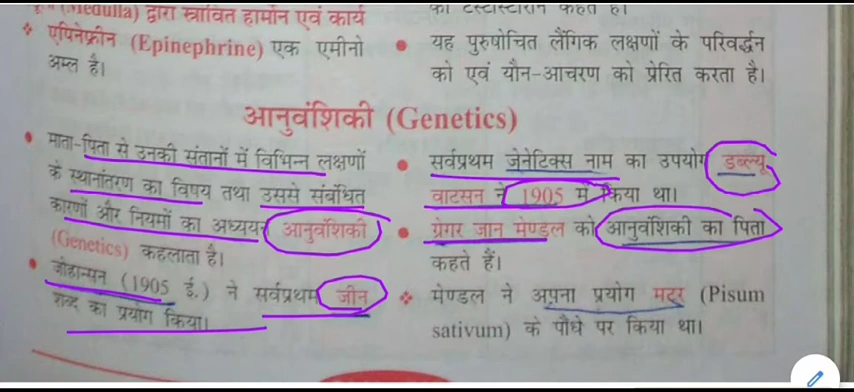 (Medulla) द्वारा स्रावित हार्मोन एवं कार्य
एपिनेफ्रीन (Epinephrine) एक एमीनो
अम्ल है।
को टेस्टोस्टीरोन कहते हैं।
यह पुरुषोचित लैंगिक लक्षणों के परिवर्द्धन
को एवं यौन-आचरण को प्रेरित करता है।
आनुवंशिकी (Genetics)
माता-पिता से उनकी संतानों में विभिन्न लक्षणों
के स्थानांतरण का विषय तथा उससे संबंधित
कारणों और नियमों का अध्ययन आनुवंशिकी
(Genetics) कहलाता है।
जोहान्सन (1905 ई.) ने सर्वप्रथम जीन
शब्द का प्रयोग किया।
सर्वप्रथम जेनेटिक्स नाम का उपयोग डब्ल्यू
वाटसन ने 1905 में किया था।
ग्रेगर जान मेण्डल को आनुवंशिकी का पिता
कहते हैं।
मेण्डल ने अपना प्रयोग मटर (Pisum
sativum) के पौधे पर किया था।